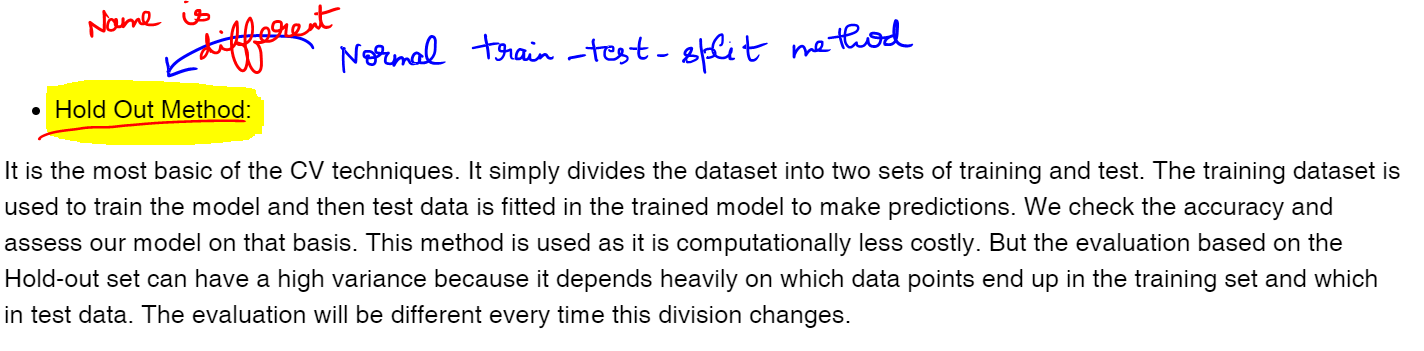 Name is
different
Normal train-test-split method
• Hold Out Method:
It is the most basic of the CV techniques. It simply divides the dataset into two sets of training and test. The training dataset is
used to train the model and then test data is fitted in the trained model to make predictions. We check the accuracy and
assess our model on that basis. This method is used as it is computationally less costly. But the evaluation based on the
Hold-out set can have a high variance because it depends heavily on which data points end up in the training set and which
in test data. The evaluation will be different every time this division changes.